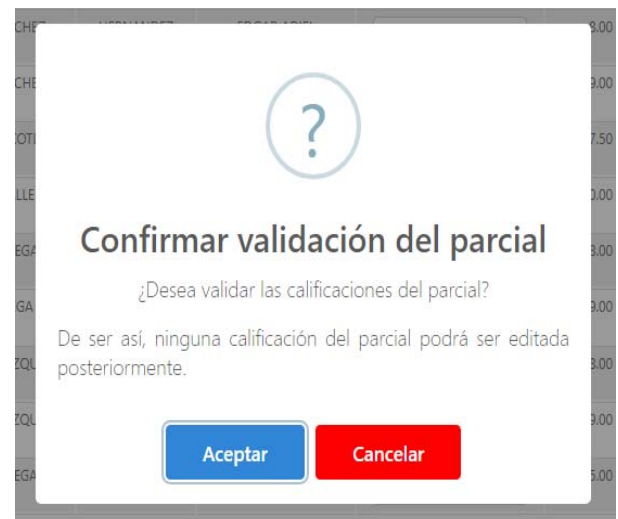 ?
Confirmar validación del parcial
¿Desea validar las calificaciones del parcial?
De ser así, ninguna calificación del parcial podrá ser editada
posteriormente.
Aceptar Cancelar